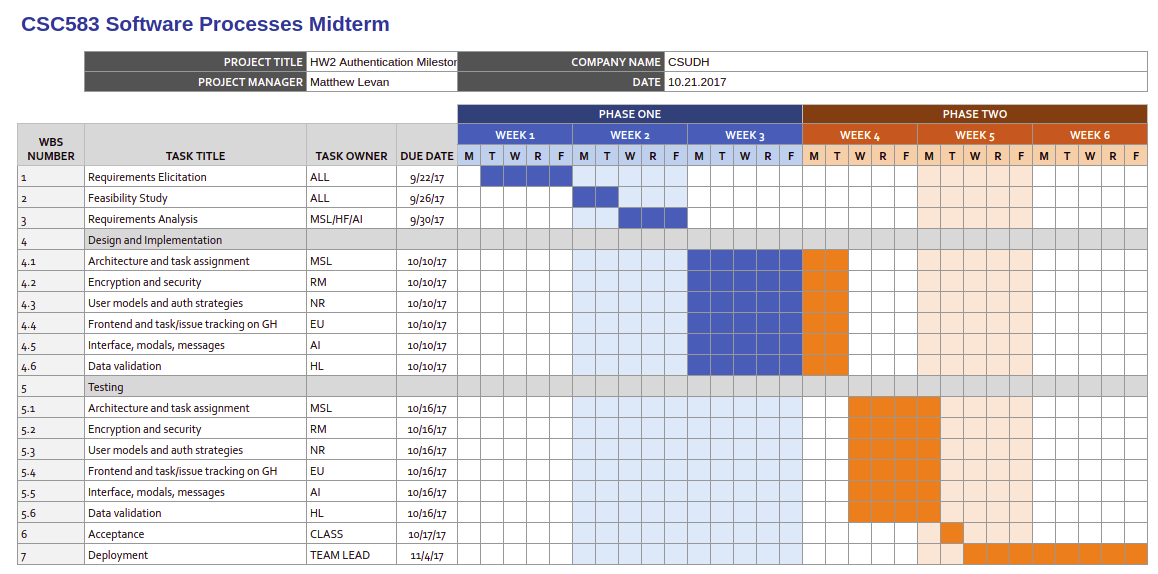 CSC583 Software Processes Midterm
PROJECT TITLE HW2 Authentication Mileston COMPANY NAME CSUDH
PROJECT MANAGER Matthew Levan DATE 10.21.2017
PHASE ONE PHASE TWO
WEEK 1 WEEK 2 WEEK 3 WEEK 4 WEEK 5 WEEK 6
WBS NUMBER TASK TITLE TASK OWNER DUE DATE M T W R F M T W R F M T W R F M T W R F M T W R F M T W R F
1 Requirements Elicitation ALL 9/22/17
2 Feasibility Study ALL 9/26/17
3 Requirements Analysis MSL/HF/AI 9/30/17
4 Design and Implementation
4.1 Architecture and task assignment MSL 10/10/17
4.2 Encryption and security RM 10/10/17
4.3 User models and auth strategies NR 10/10/17
4.4 Frontend and task/issue tracking on GH EU 10/10/17
4.5 Interface, modals, messages AI 10/10/17
4.6 Data validation HL 10/10/17
5 Testing
5.1 Architecture and task assignment MSL 10/16/17
5.2 Encryption and security RM 10/16/17
5.3 User models and auth strategies NR 10/16/17
5.4 Frontend and task/issue tracking on GH EU 10/16/17
5.5 Interface, modals, messages AI 10/16/17
5.6 Data validation HL 10/16/17
6 Acceptance CLASS 10/17/17
7 Deployment TEAM LEAD 11/4/17